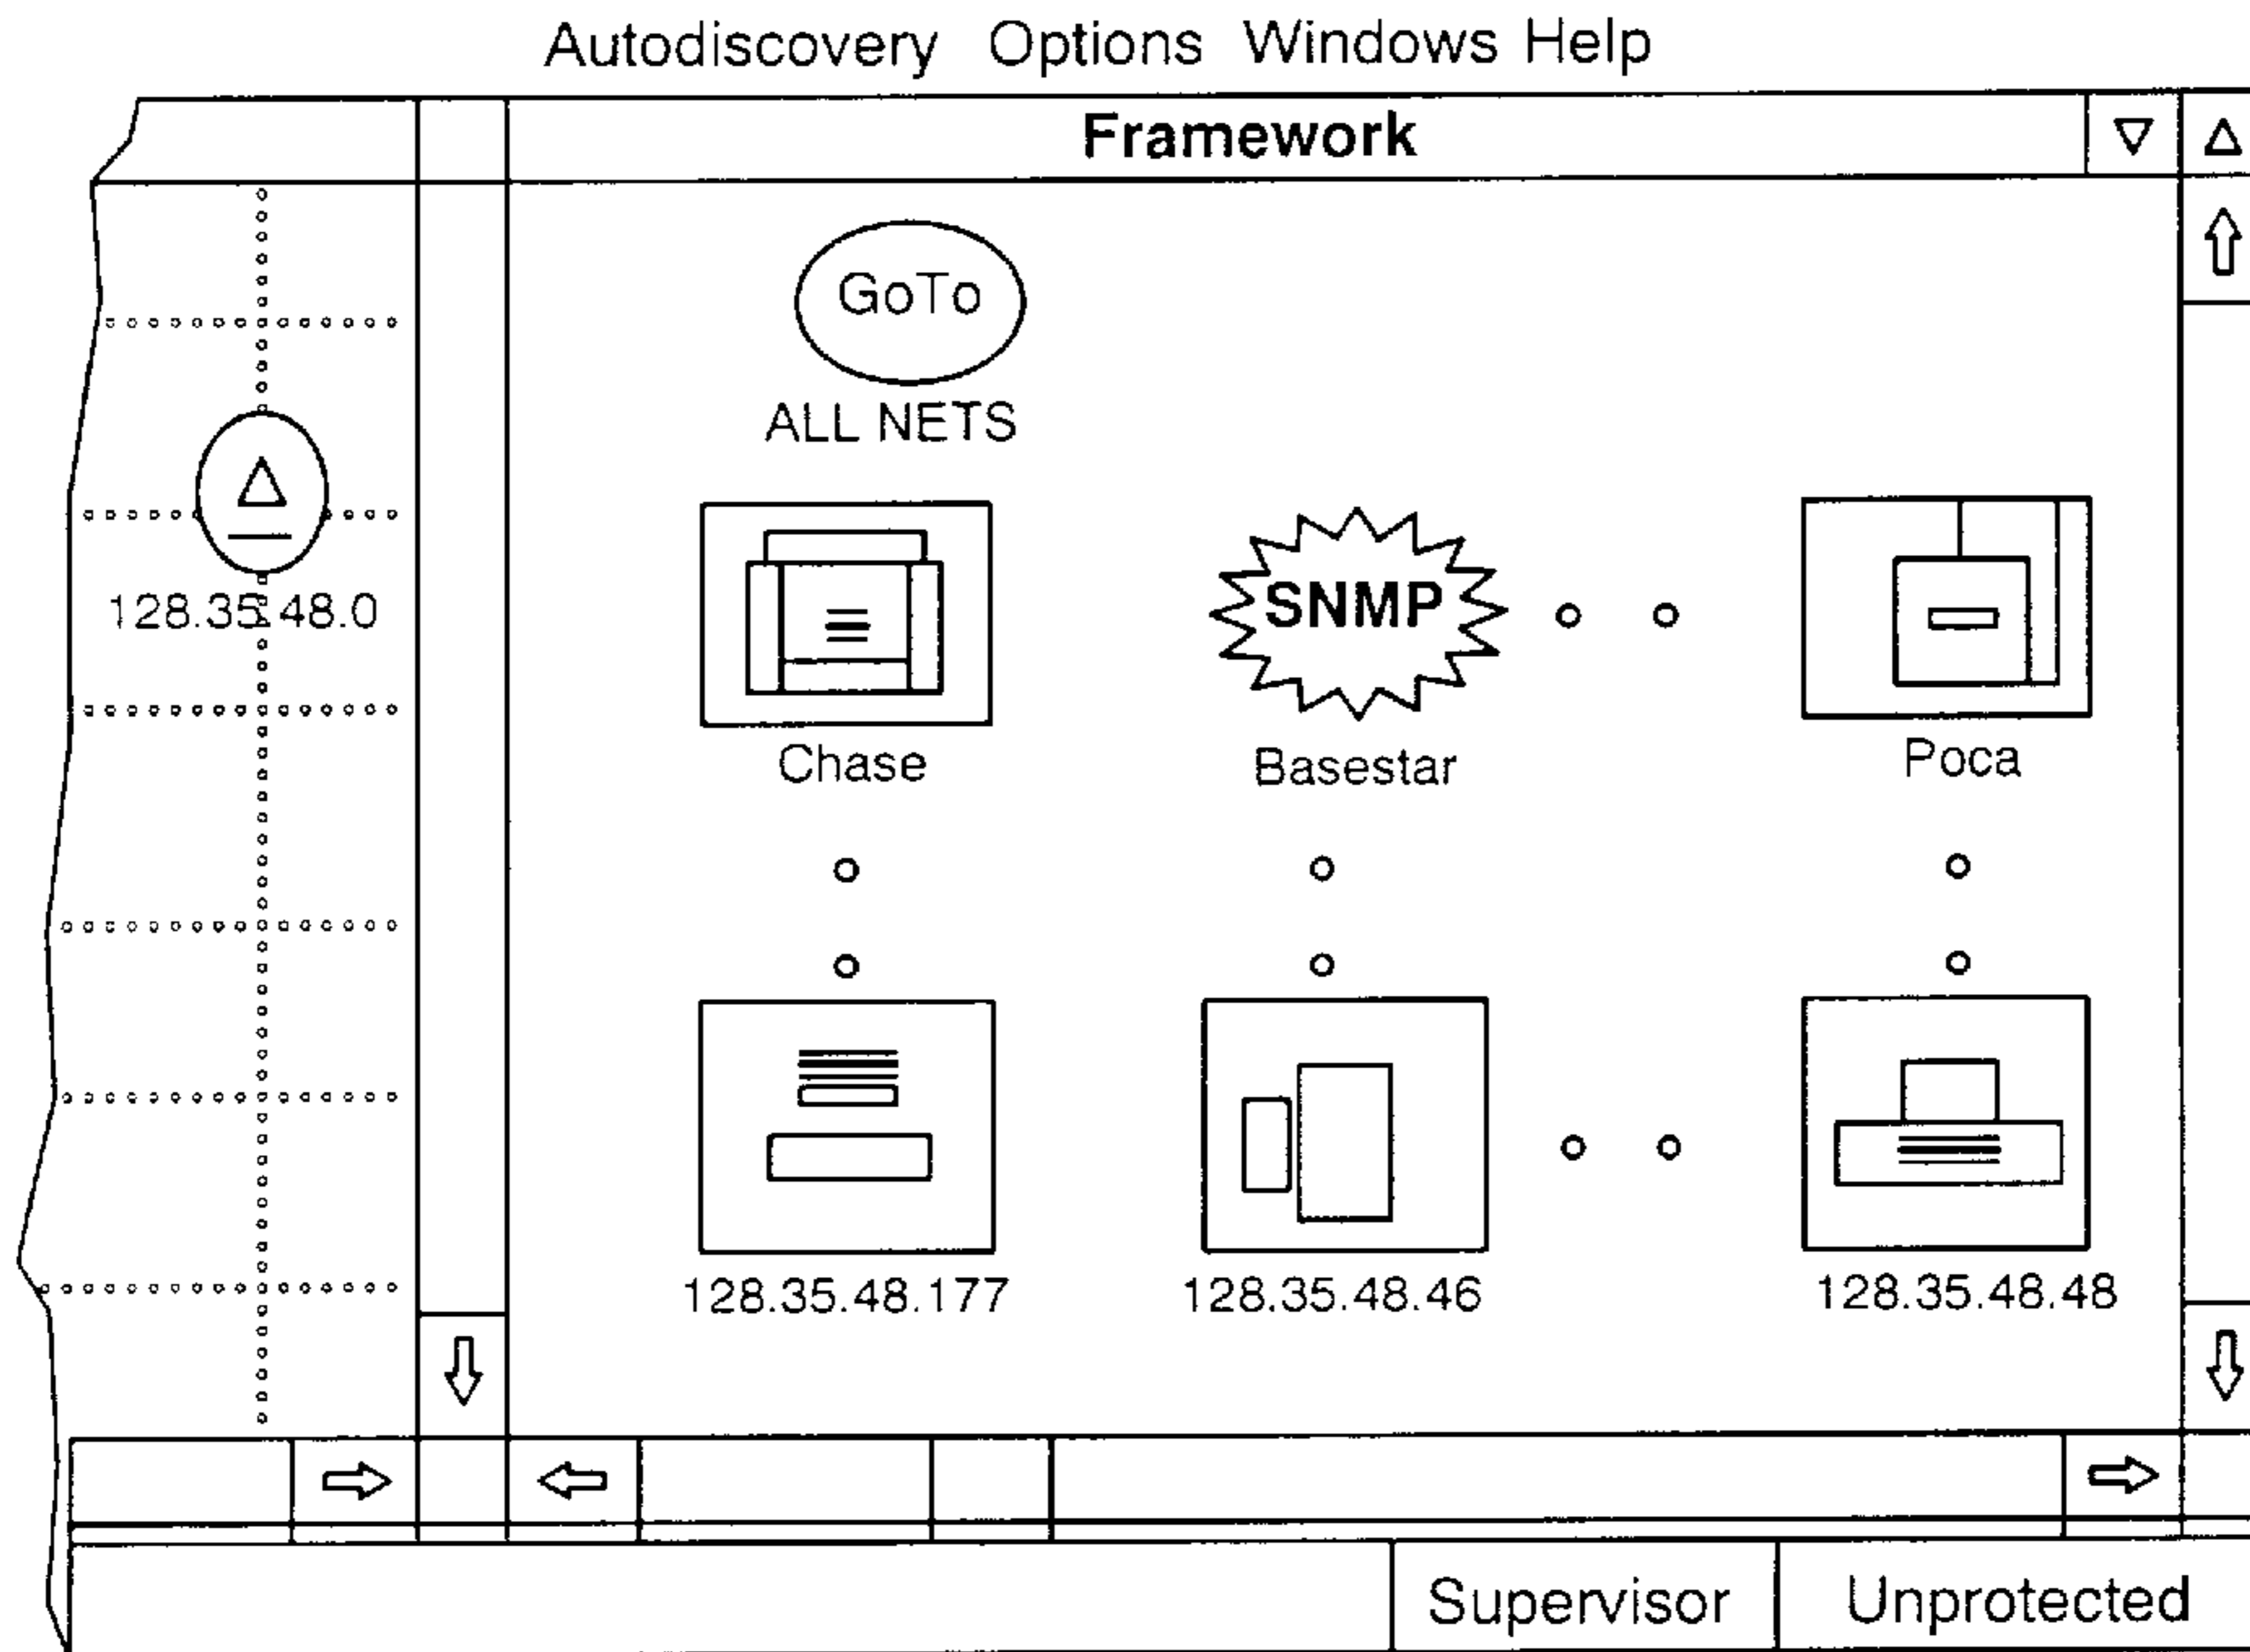 Autodiscovery Options Windows Help
Framework
GoTo
ALL NETS
128.35.48.0
SNMP
Chase
Basestar
Poca
128.35.48.177
128.35.48.46
128.35.48.48
Supervisor
Unprotected